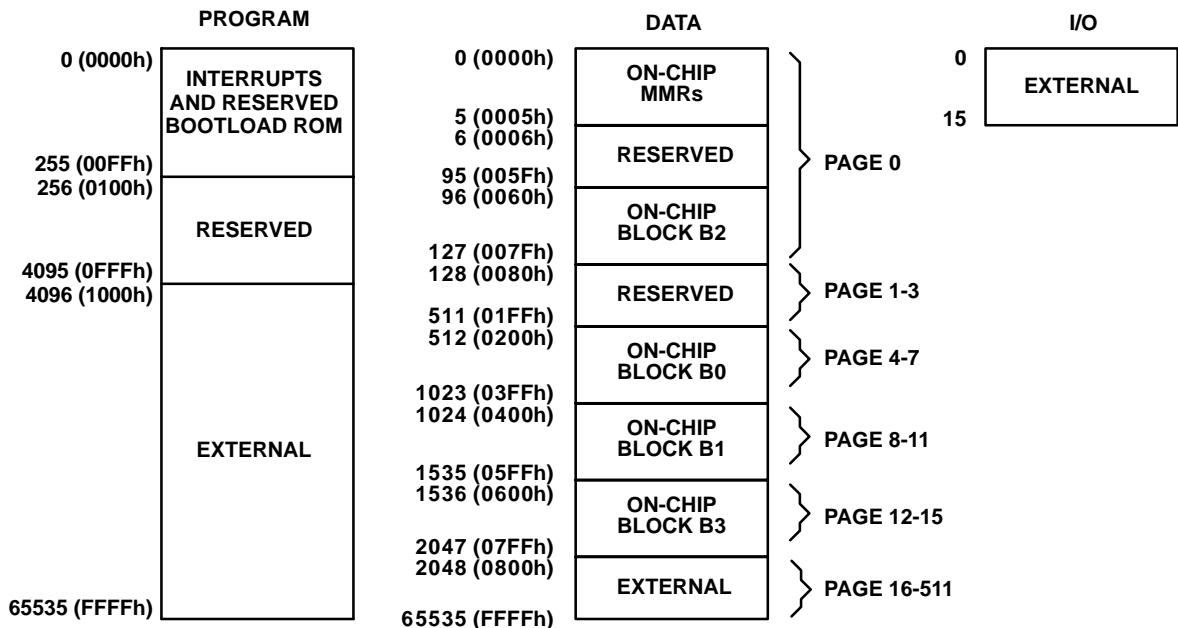 PROGRAM
0 (0000h)
INTERRUPTS
AND RESERVED
BOOTLOAD ROM
255 (00FFh)
256 (0100h)
RESERVED
4095 (0FFFh)
4096 (1000h)
EXTERNAL
65535 (FFFFh)
DATA
0 (0000h)
ON-CHIP
MMRs
5 (0005h)
6 (0006h)
RESERVED
95 (005Fh)
96 (0060h)
ON-CHIP
BLOCK B2
127 (007Fh)
128 (0080h)
RESERVED
511 (01FFh)
512 (0200h)
ON-CHIP
BLOCK B0
1023 (03FFh)
1024 (0400h)
ON-CHIP
BLOCK B1
1535 (05FFh)
1536 (0600h)
ON-CHIP
BLOCK B3
2047 (07FFh)
2048 (0800h)
EXTERNAL
65535 (FFFFh)
PAGE 0
PAGE 1-3
PAGE 4-7
PAGE 8-11
PAGE 12-15
PAGE 16-511
I/O
0
EXTERNAL
15